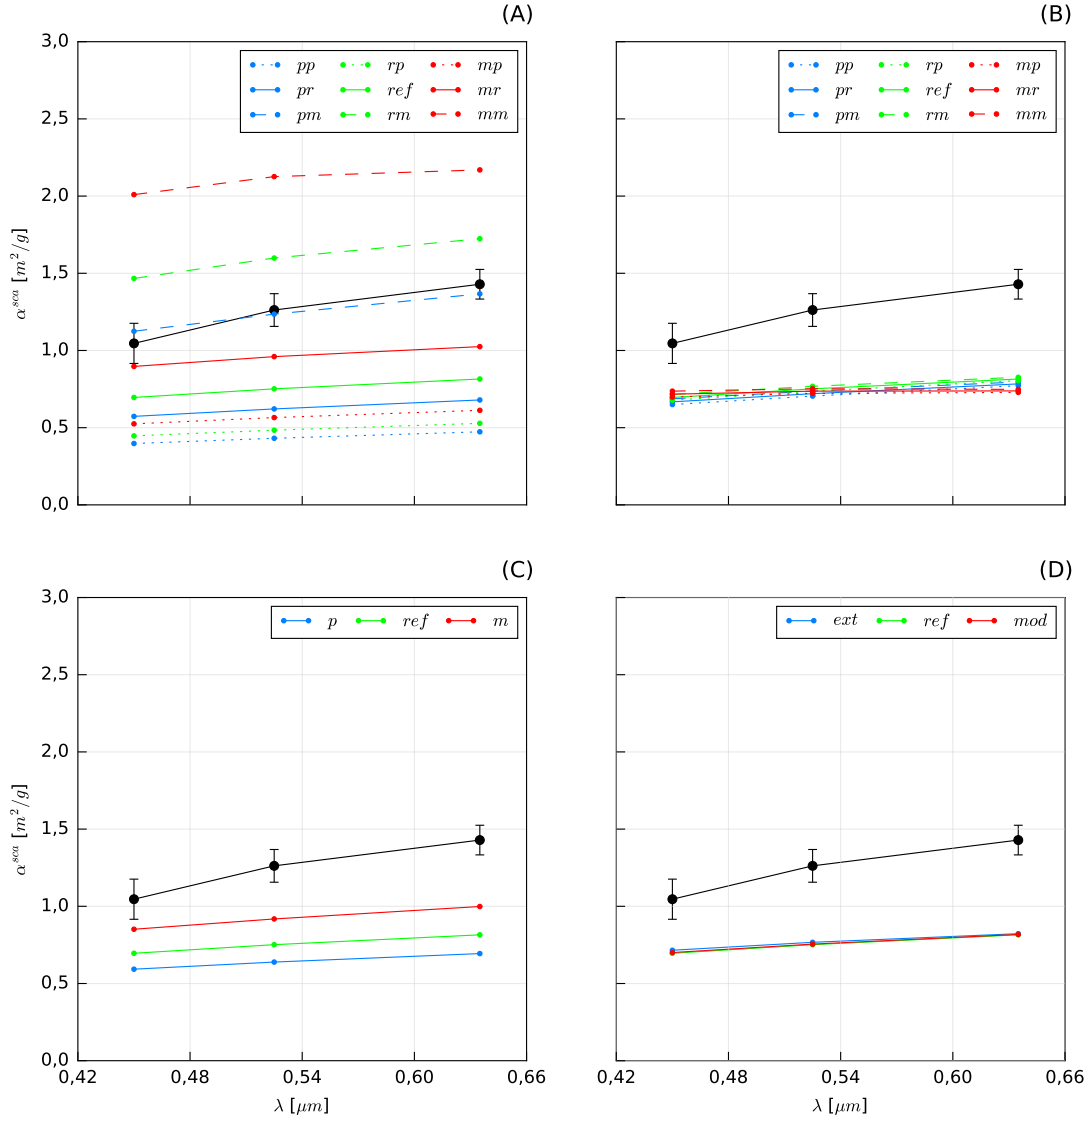 (A)
3,0
2,5
2,0
1,5
1,0
0,5
0,0
α^sca [m²/g]
pp rp mp
pr ref mr
pm rm mm
(B)
pp rp mp
pr ref mr
pm rm mm
(C)
3,0
2,5
2,0
1,5
1,0
0,5
0,0
α^sca [m²/g]
p ref m
0,42 0,48 0,54 0,60 0,66
λ [μm]
(D)
ext ref mod
0,42 0,48 0,54 0,60 0,66
λ [μm]